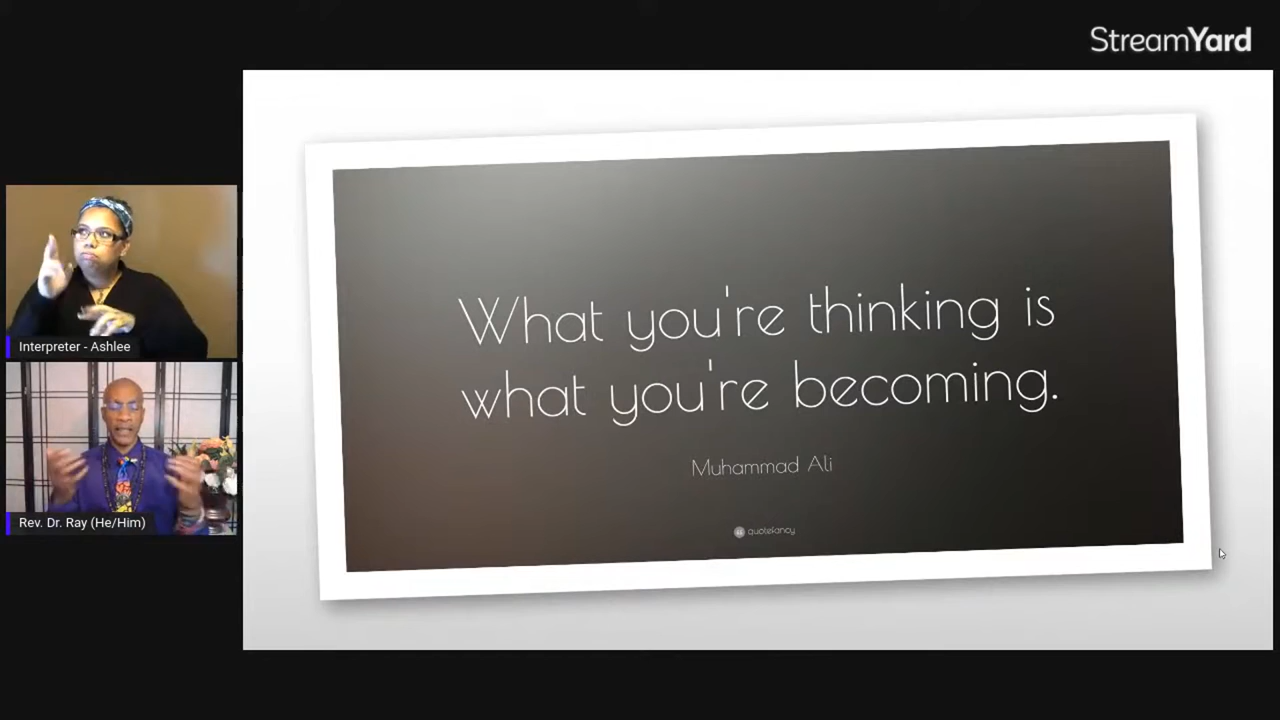 StreamYard
What you're thinking is
what you're becoming.
Muhammad Ali
quotefancy
Interpreter - Ashlee
Rev. Dr. Ray (He/Him)